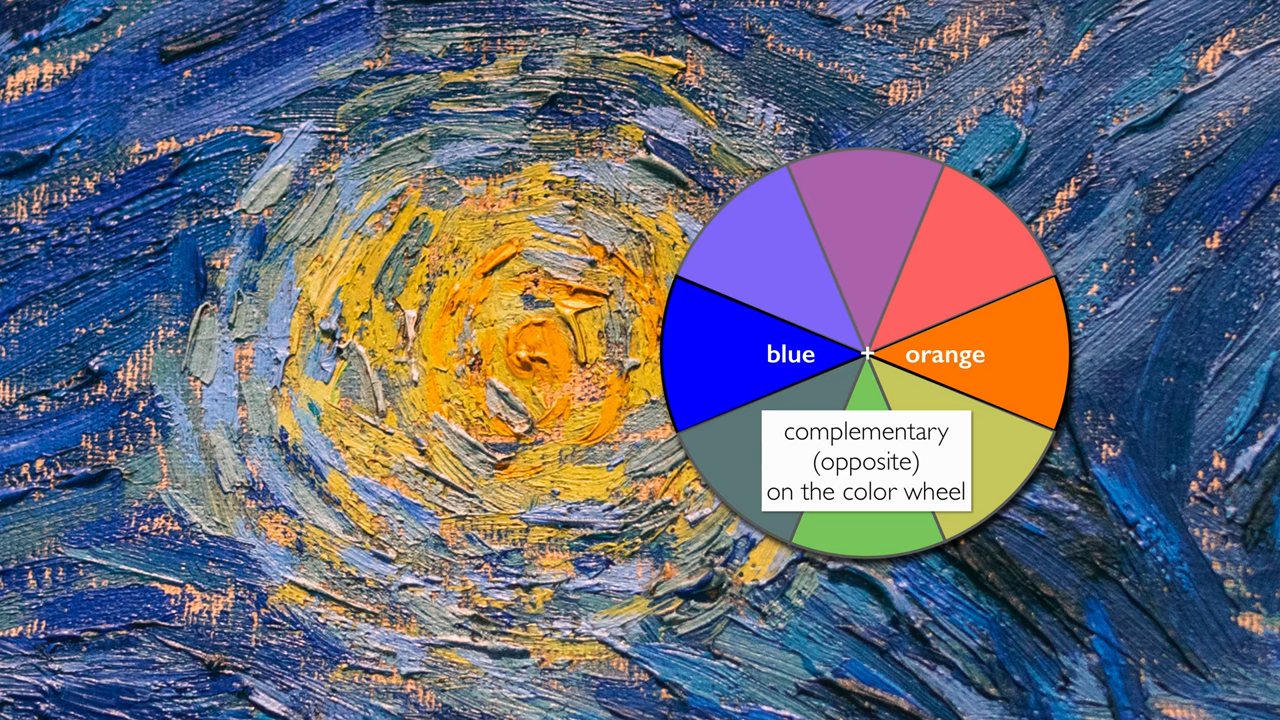 blue + orange
complementary
(opposite)
on the color wheel